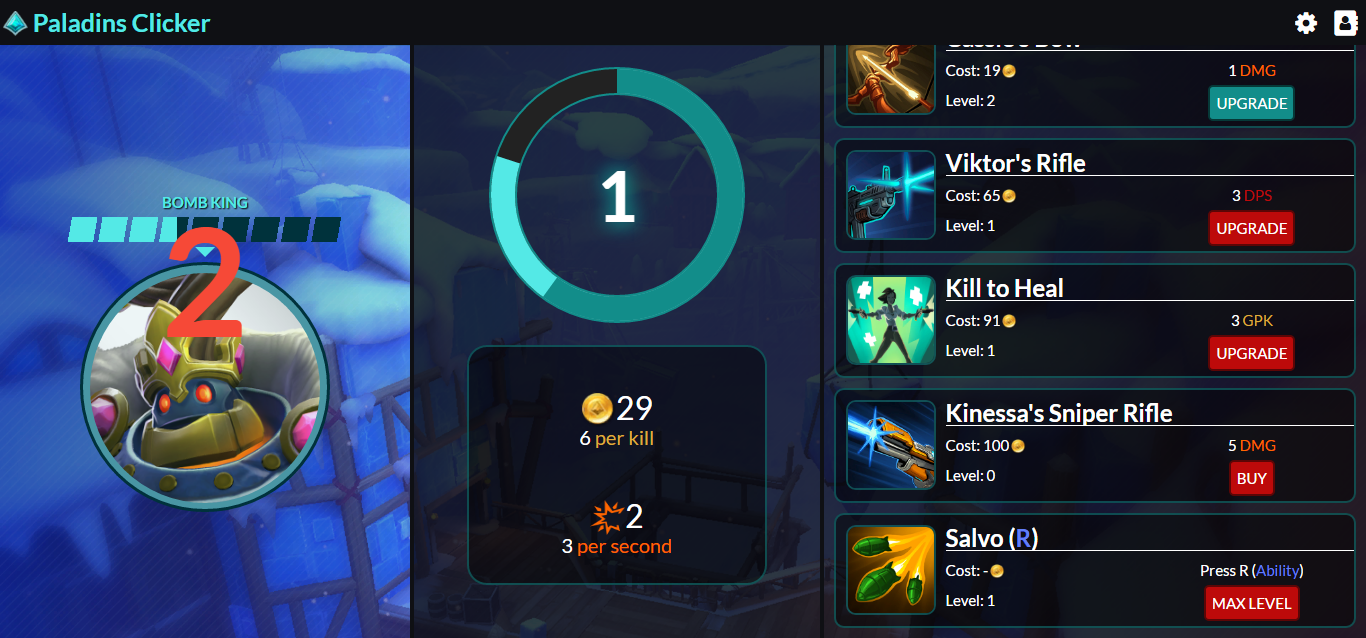 Paladins Clicker
BOMB KING
2
1
29
6 per kill
2
3 per second
Cost: 19
1 DMG
Level: 2
UPGRADE
Viktor's Rifle
Cost: 65
3 DPS
Level: 1
UPGRADE
Kill to Heal
Cost: 91
3 GPK
Level: 1
UPGRADE
Kinessa's Sniper Rifle
Cost: 100
5 DMG
Level: 0
BUY
Salvo (R)
Cost: -
Press R (Ability)
Level: 1
MAX LEVEL